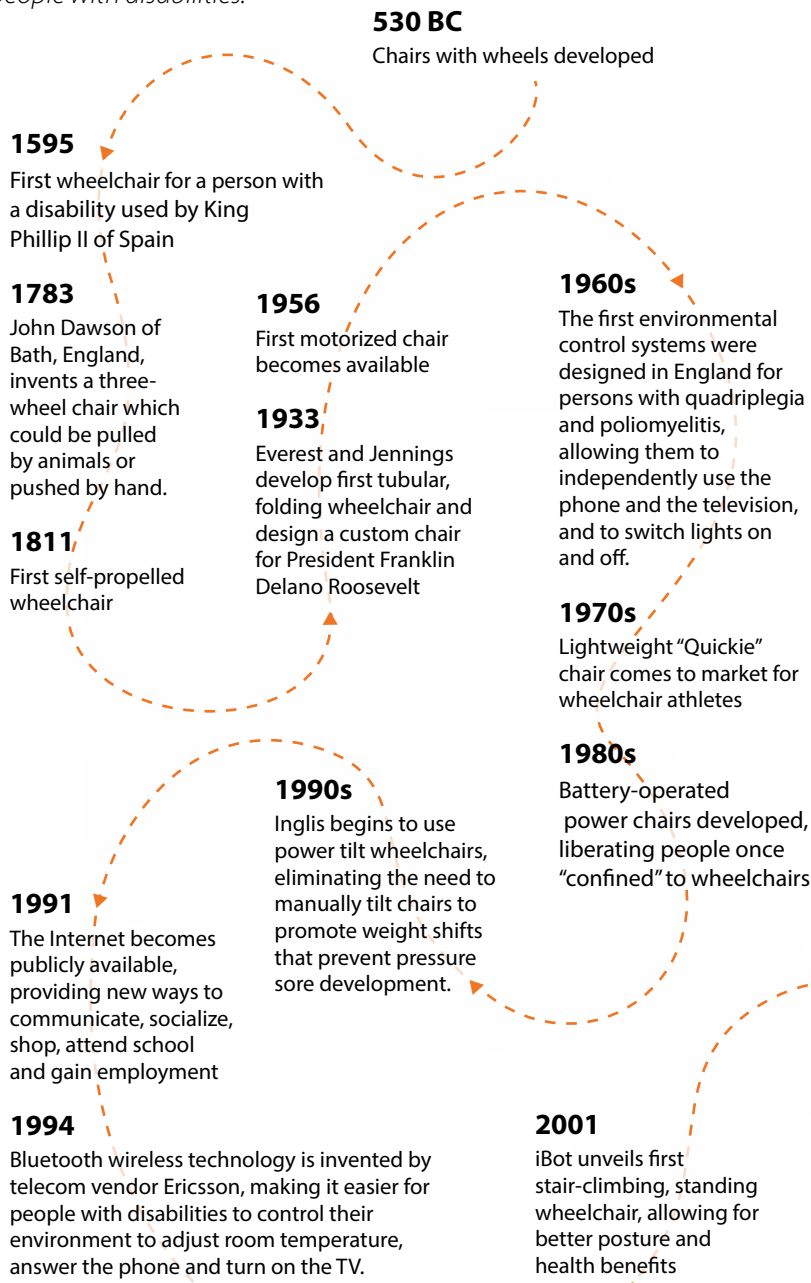 people with disabilities.
530 BC
Chairs with wheels developed
1595
First wheelchair for a person with
a disability used by King
Phillip II of Spain
1783
John Dawson of
Bath, England,
invents a three-
wheel chair which
could be pulled
by animals or
pushed by hand.
1811
First self-propelled
wheelchair
1933
Everest and Jennings
develop first tubular,
folding wheelchair and
design a custom chair
for President Franklin
Delano Roosevelt
1956
First motorized chair
becomes available
1960s
The first environmental
control systems were
designed in England for
persons with quadriplegia
and poliomyelitis,
allowing them to
independently use the
phone and the television,
and to switch lights on
and off.
1970s
Lightweight “Quickie”
chair comes to market for
wheelchair athletes
1980s
Battery-operated
power chairs developed,
liberating people once
“confined” to wheelchairs
1990s
Inglis begins to use
power tilt wheelchairs,
eliminating the need to
manually tilt chairs to
promote weight shifts
that prevent pressure
sore development.
1991
The Internet becomes
publicly available,
providing new ways to
communicate, socialize,
shop, attend school
and gain employment
1994
Bluetooth wireless technology is invented by
telecom vendor Ericsson, making it easier for
people with disabilities to control their
environment to adjust room temperature,
answer the phone and turn on the TV.
2001
iBot unveils first
stair-climbing, standing
wheelchair, allowing for
better posture and
health benefits